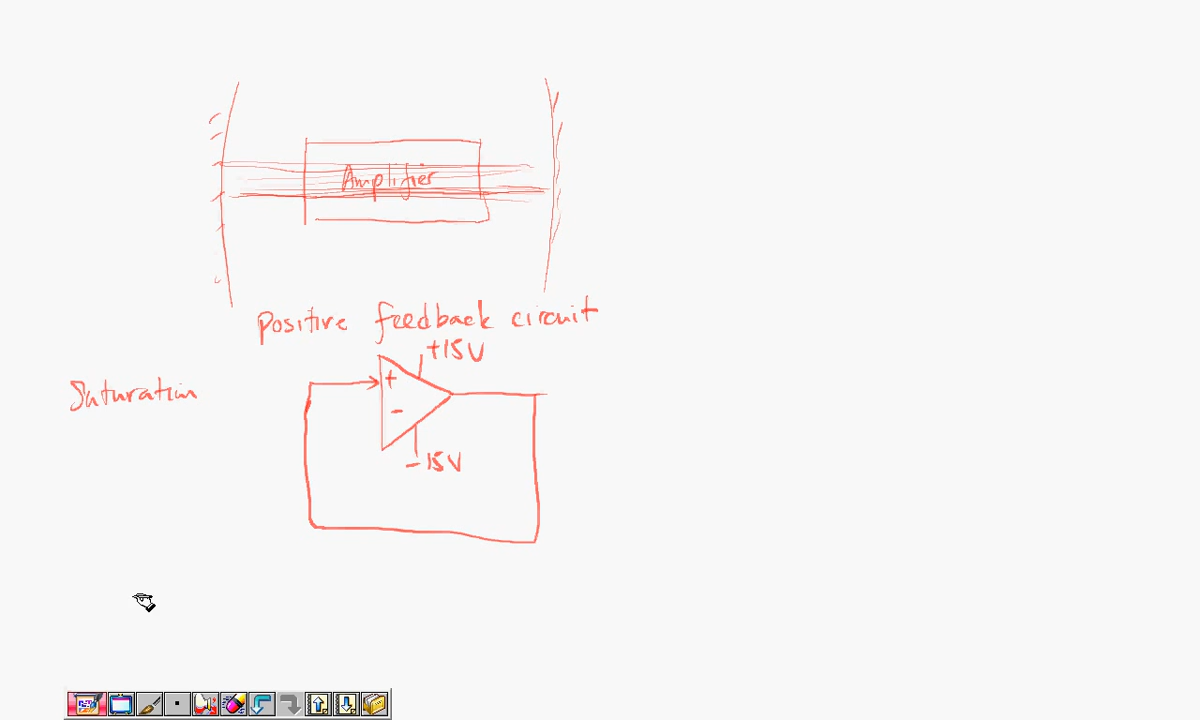 Amplifier
Positive feedback circuit
+15V
Saturation
+
-
-15V